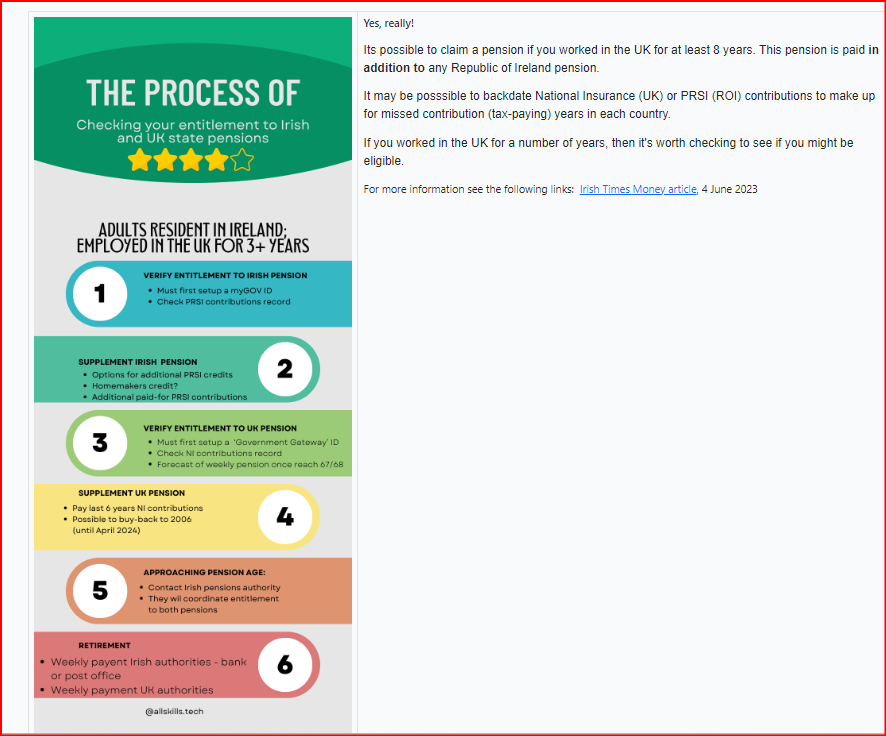 THE PROCESS OF
Checking your entitlement to Irish
and UK state pensions
ADULTS RESIDENT IN IRELAND;
EMPLOYED IN THE UK FOR 3+ YEARS
1
VERIFY ENTITLEMENT TO IRISH PENSION
• Must first setup a myGOV ID
• Check PRSI contributions record
SUPPLEMENT IRISH PENSION
• Options for additional PRSI credits
• Homemakers credit?
• Additional paid-for PRSI contributions
2
3
VERIFY ENTITLEMENT TO UK PENSION
• Must first setup a 'Government Gateway' ID
• Check NI contributions record
• Forecast of weekly pension once reach 67/68
SUPPLEMENT UK PENSION
• Pay last 6 years NI contributions
• Possible to buy-back to 2006
(until April 2024)
4
5
APPROACHING PENSION AGE:
• Contact Irish pensions authority
• They wil coordinate entitlement
to both pensions
RETIREMENT
• Weekly payent Irish authorities - bank
or post office
• Weekly payment UK authorities
6
@allskills.tech
Yes, really!
Its possible to claim a pension if you worked in the UK for at least 8 years. This pension is paid in
addition to any Republic of Ireland pension.
It may be posssible to backdate National Insurance (UK) or PRSI (ROI) contributions to make up
for missed contribution (tax-paying) years in each country.
If you worked in the UK for a number of years, then it's worth checking to see if you might be
eligible.
For more information see the following links: Irish Times Money article, 4 June 2023